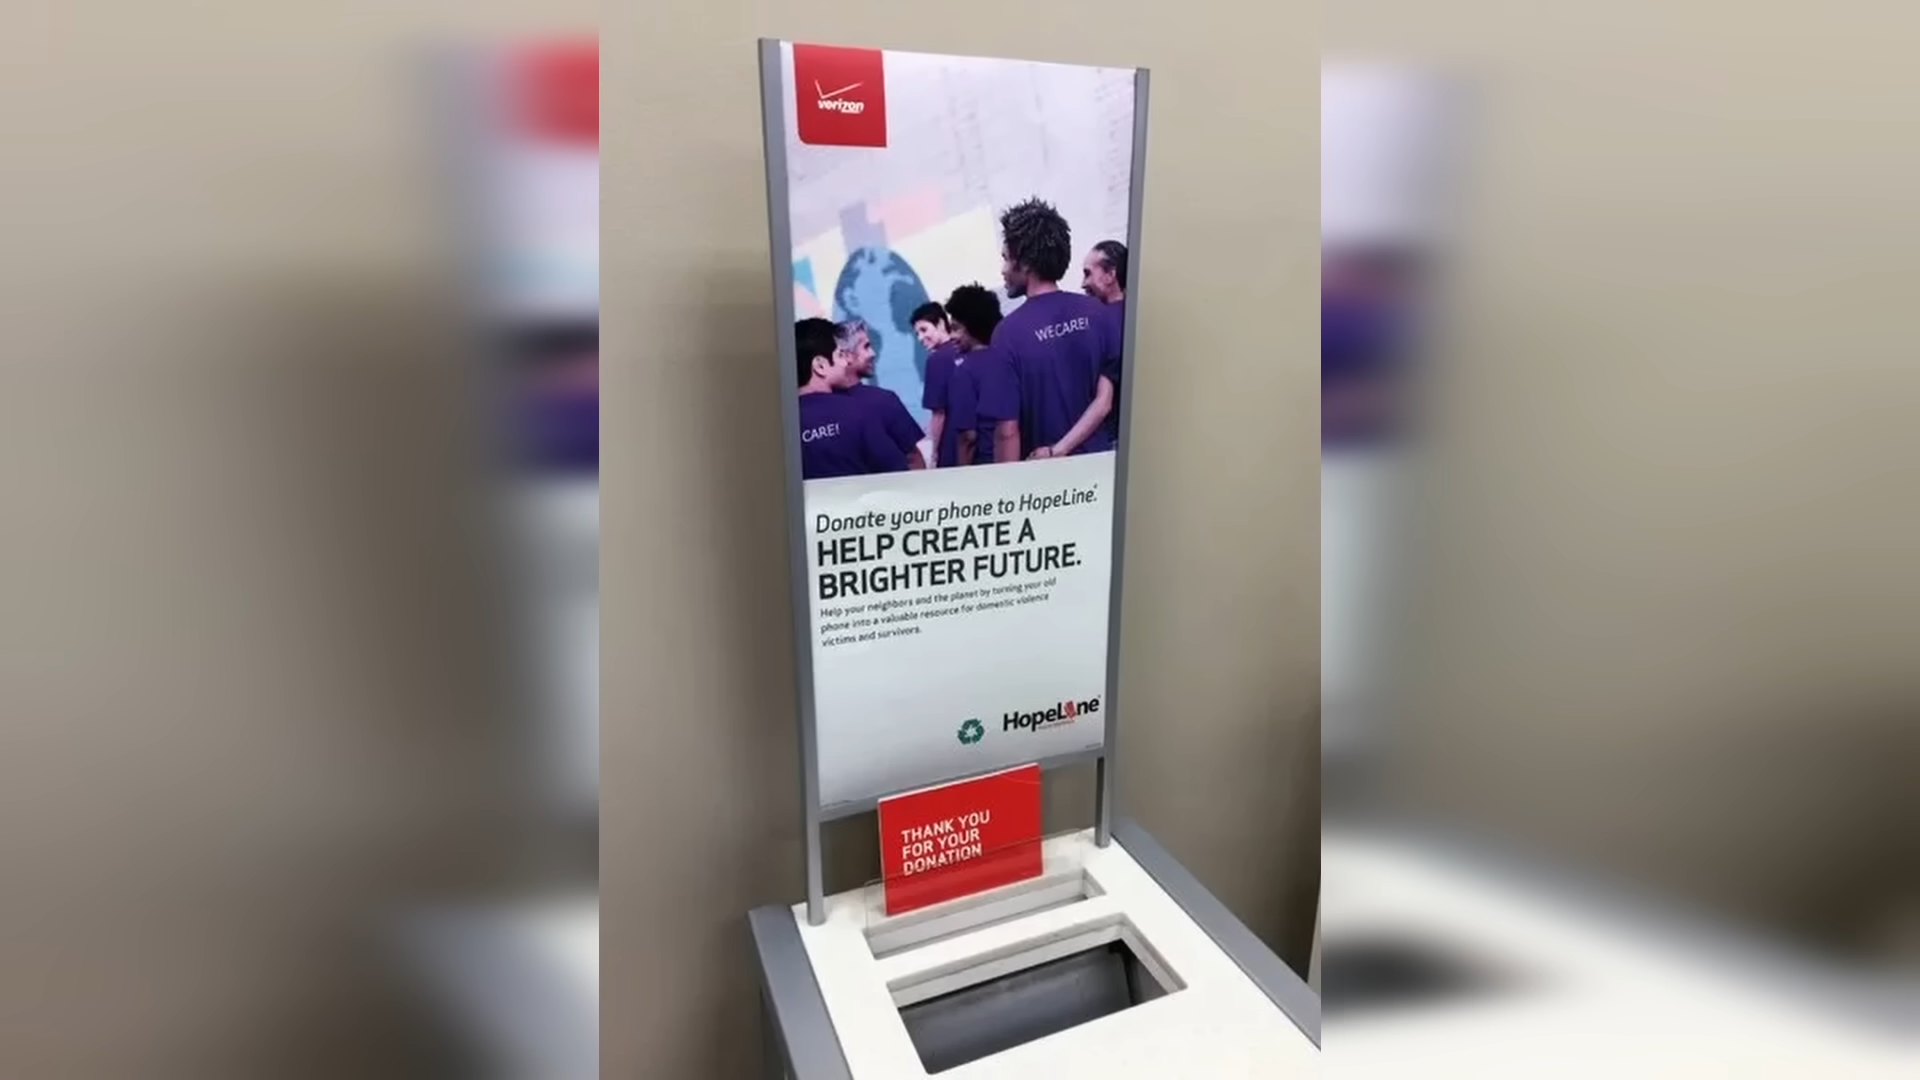 verizon
WE CARE!
CARE!
Donate your phone to HopeLine.
HELP CREATE A
BRIGHTER FUTURE.
Help your neighbors and the planet by turning your old
phone into a valuable resource for domestic violence
victims and survivors.
HopeLine
THANK YOU
FOR YOUR
DONATION